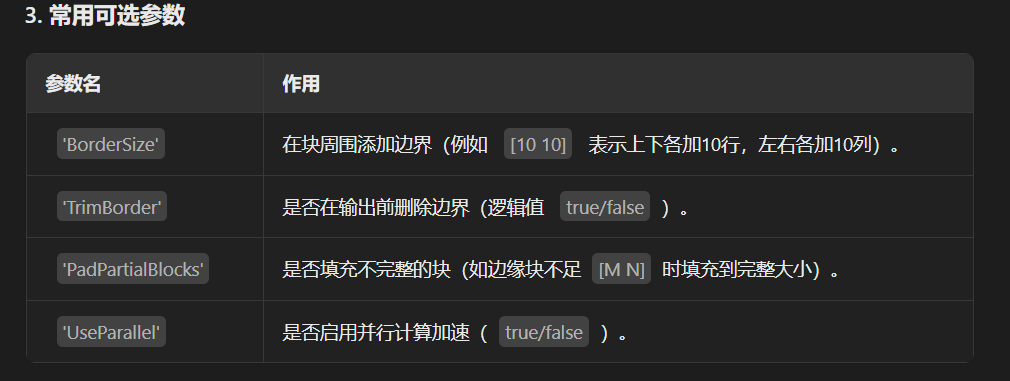 3. 常用可选参数
参数名 作用
'BorderSize' 在块周围添加边界（例如 [10 10] 表示上下各加10行，左右各加10列）。
'TrimBorder' 是否在输出前删除边界（逻辑值 true/false ）。
'PadPartialBlocks' 是否填充不完整的块（如边缘块不足 [M N] 时填充到完整大小）。
'UseParallel' 是否启用并行计算加速（ true/false ）。